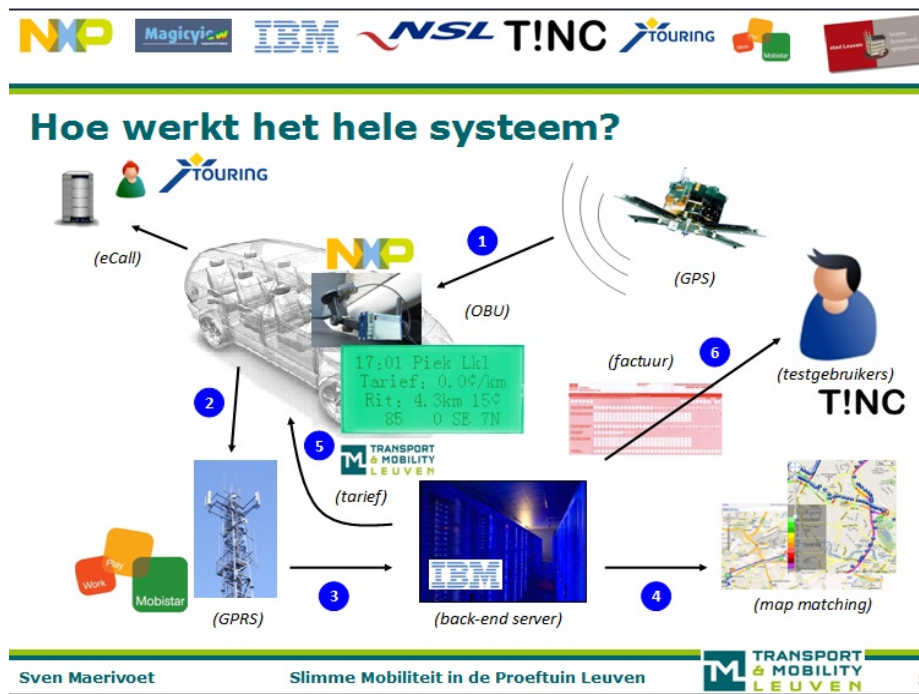 NXP Magicview IBM NSL T!NC TOURING Work Play Mobistar stad Leuven
Hoe werkt het hele systeem?
TOURING
(eCall)
NXP
1
(GPS)
(OBU)
17:01 Piek Lkl
Tarief: 0.0¢/km
Rit: 4.3km 15¢
85 0 SE 7N
(factuur)
6
(testgebruikers)
T!NC
2
5
TRANSPORT
& MOBILITY
LEUVEN
(tarief)
Work Play Mobistar
IBM
3
4
(GPRS)
(back-end server)
(map matching)
Sven Maerivoet
Slimme Mobiliteit in de Proeftuin Leuven
TRANSPORT
& MOBILITY
LEUVEN